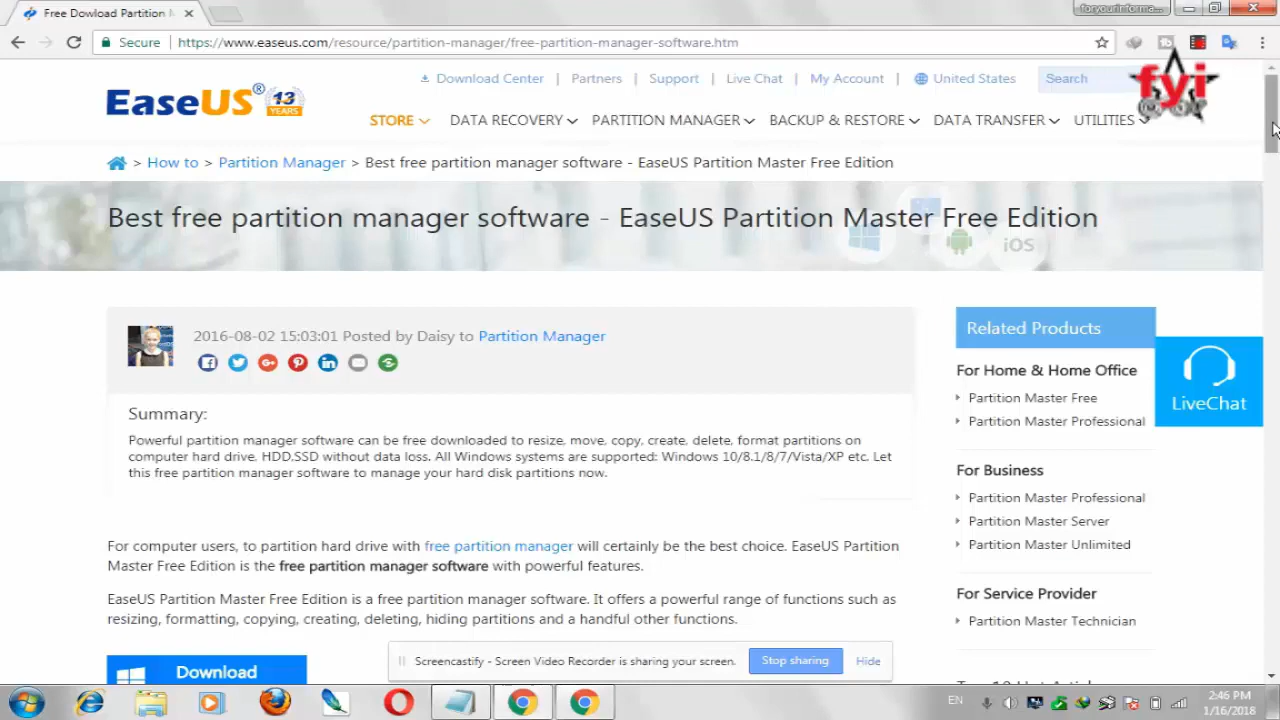 Free Dowload Partition
foryourinforma...
Secure
https://www.easeus.com/resource/partition-manager/free-partition-manager-software.htm
Download Center
Partners
Support
Live Chat
My Account
United States
Search
EaseUS®
13
YEARS
fyi
STORE
DATA RECOVERY
PARTITION MANAGER
BACKUP & RESTORE
DATA TRANSFER
UTILITIES
> How to > Partition Manager > Best free partition manager software - EaseUS Partition Master Free Edition
Best free partition manager software - EaseUS Partition Master Free Edition
iOS
2016-08-02 15:03:01 Posted by Daisy to Partition Manager
Summary:
Powerful partition manager software can be free downloaded to resize, move, copy, create, delete, format partitions on
computer hard drive, HDD,SSD without data loss. All Windows systems are supported: Windows 10/8.1/8/7/Vista/XP etc. Let
this free partition manager software to manage your hard disk partitions now.
For computer users, to partition hard drive with free partition manager will certainly be the best choice. EaseUS Partition
Master Free Edition is the free partition manager software with powerful features.
EaseUS Partition Master Free Edition is a free partition manager software. It offers a powerful range of functions such as
resizing, formatting, copying, creating, deleting, hiding partitions and a handful other functions.
Download
Related Products
For Home & Home Office
Partition Master Free
Partition Master Professional
For Business
Partition Master Professional
Partition Master Server
Partition Master Unlimited
For Service Provider
Partition Master Technician
LiveChat
Screencastify - Screen Video Recorder is sharing your screen.
Stop sharing
Hide
EN
2:46 PM
1/16/2018